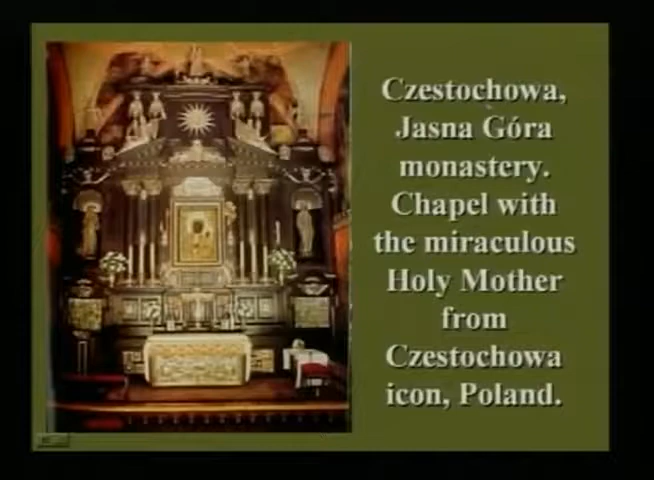 Czestochowa,
Jasna Góra
monastery.
Chapel with
the miraculous
Holy Mother
from
Czestochowa
icon, Poland.